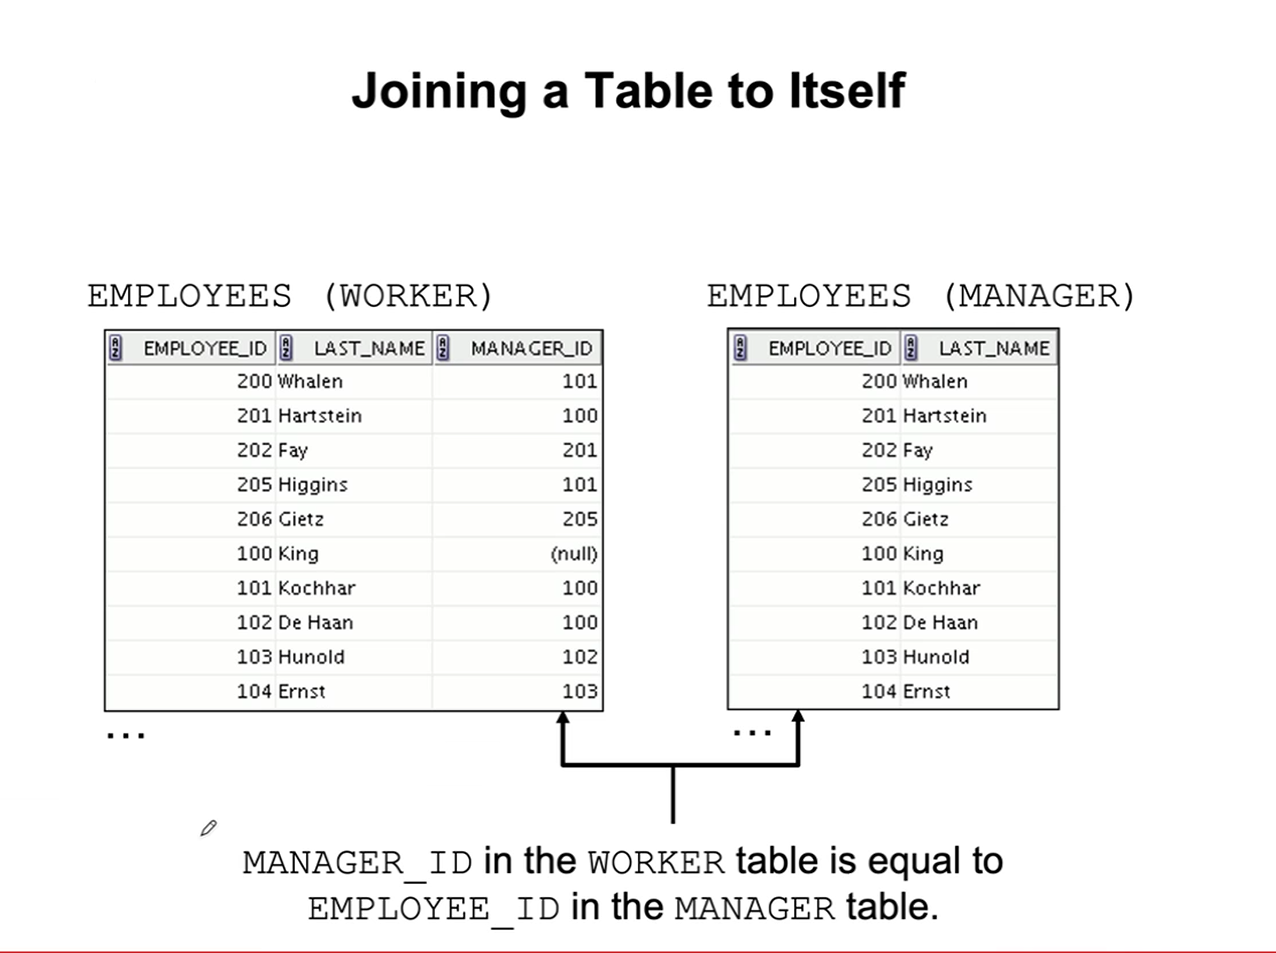 Joining a Table to Itself
EMPLOYEES (WORKER)
EMPLOYEE_ID LAST_NAME MANAGER_ID
200 Whalen 101
201 Hartstein 100
202 Fay 201
205 Higgins 101
206 Gietz 205
100 King (null)
101 Kochhar 100
102 De Haan 100
103 Hunold 102
104 Ernst 103
...
EMPLOYEES (MANAGER)
EMPLOYEE_ID LAST_NAME
200 Whalen
201 Hartstein
202 Fay
205 Higgins
206 Gietz
100 King
101 Kochhar
102 De Haan
103 Hunold
104 Ernst
...
MANAGER_ID in the WORKER table is equal to
EMPLOYEE_ID in the MANAGER table.